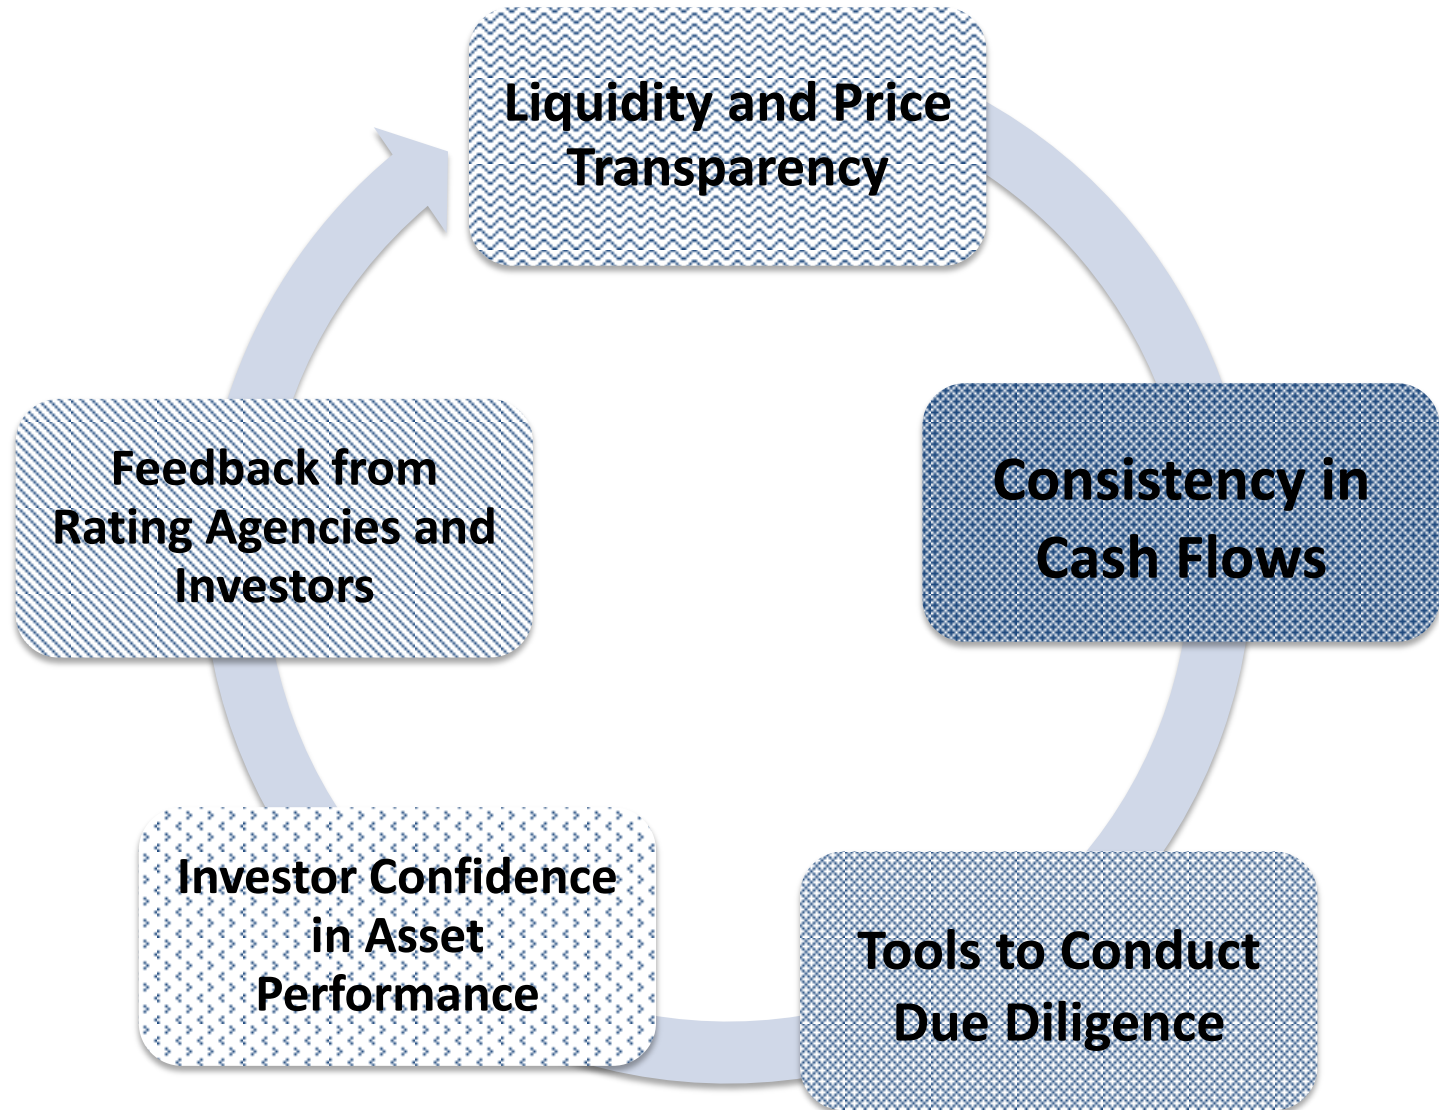 Liquidity and Price
Transparency
Consistency in
Cash Flows
Tools to Conduct
Due Diligence
Investor Confidence
in Asset
Performance
Feedback from
Rating Agencies and
Investors